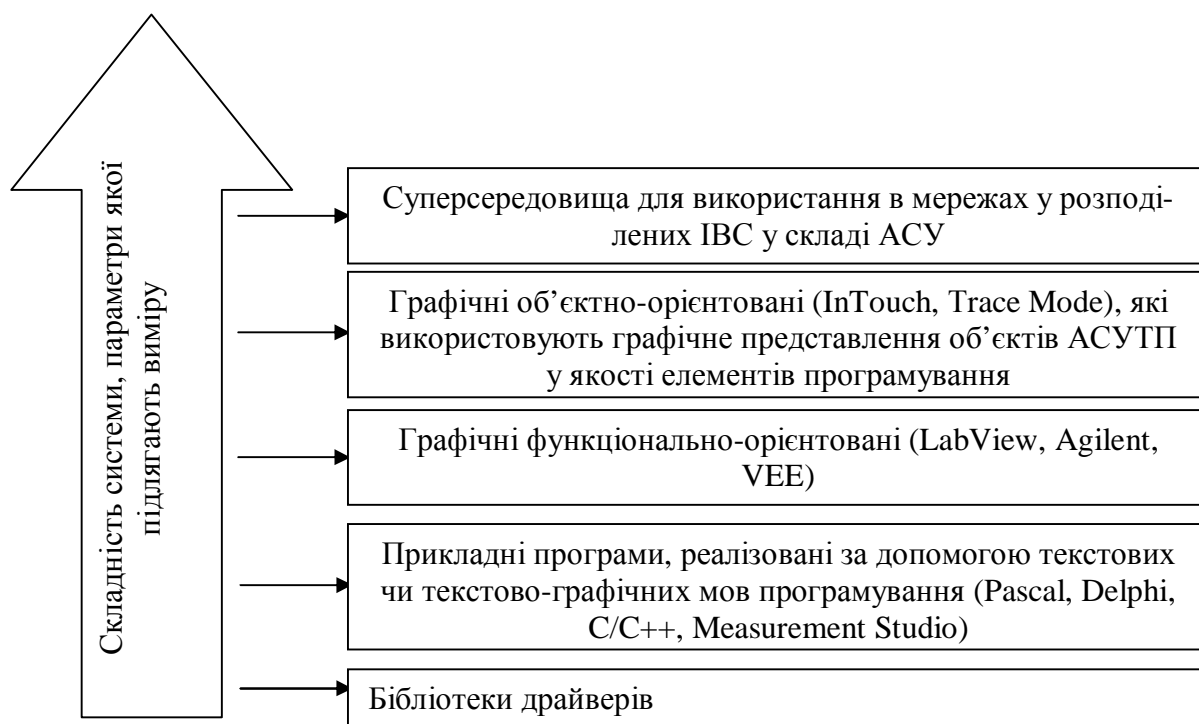 Складність системи, параметри якої
підлягають виміру
Суперсередовища для використання в мережах у розподі-
лених ІВС у складі АСУ
Графічні об’єктно-орієнтовані (InTouch, Trace Mode), які
використовують графічне представлення об’єктів АСУТП
у якості елементів програмування
Графічні функціонально-орієнтовані (LabView, Agilent,
VEE)
Прикладні програми, реалізовані за допомогою текстових
чи текстово-графічних мов програмування (Pascal, Delphi,
C/C++, Measurement Studio)
Бібліотеки драйверів